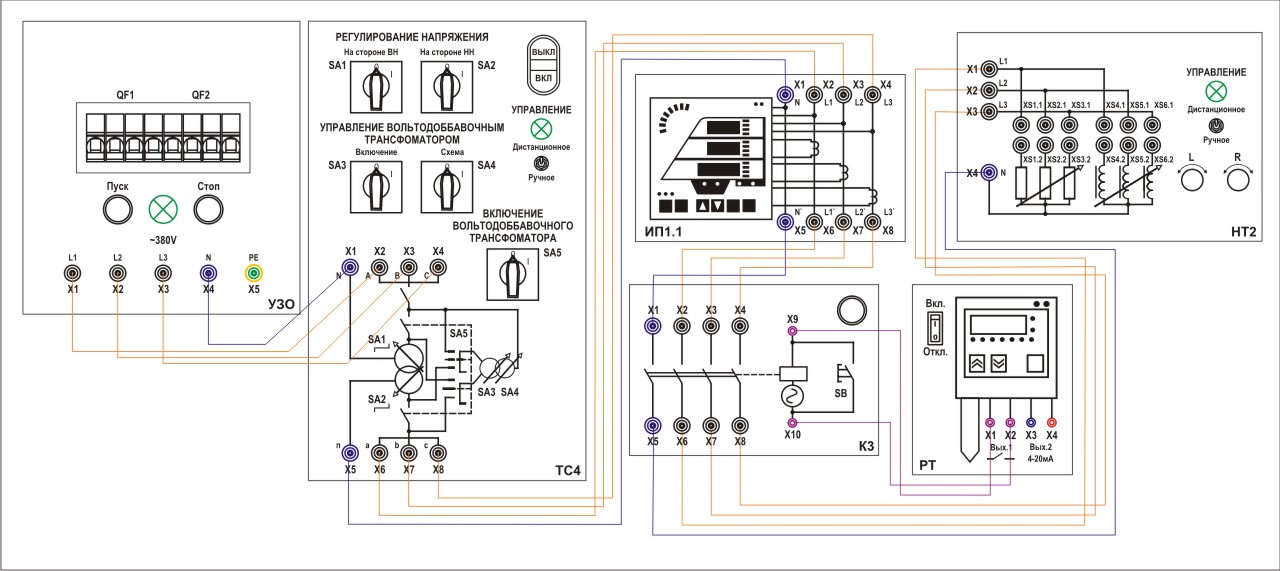 QF1 QF2
Пуск Стоп
~380V
L1 L2 L3 N PE
X1 X2 X3 X4 X5
УЗО
РЕГУЛИРОВАНИЕ НАПРЯЖЕНИЯ
На стороне ВН На стороне НН
SA1 SA2
ВЫКЛ
ВКЛ
УПРАВЛЕНИЕ
Дистанционное
Ручное
УПРАВЛЕНИЕ ВОЛЬТОДОББАВОЧНЫМ
ТРАНСФОМАТОРОМ
Включение Схема
SA3 SA4
ВКЛЮЧЕНИЕ
ВОЛЬТОДОББАВОЧНОГО
ТРАНСФОМАТОРА
SA5
X1 X2 X3 X4
N A B C
SA1 SA5
SA3 SA4
SA2
n a b c
X5 X6 X7 X8
ТС4
X1 X2 X3 X4
N L1 L2 L3
N` L1` L2` L3`
X5 X6 X7 X8
ИП1.1
X1 X2 X3 X4
X9
SB
X10
X5 X6 X7 X8
К3
Вкл.
Откл.
X1 X2 X3 X4
Вых.1 Вых.2
4-20мА
РТ
X1 L1
X2 L2
X3 L3
XS1.1 XS2.1 XS3.1 XS4.1 XS5.1 XS6.1
XS1.2 XS2.2 XS3.2 XS4.2 XS5.2 XS6.2
X4 N
УПРАВЛЕНИЕ
Дистанционное
Ручное
L R
НТ2